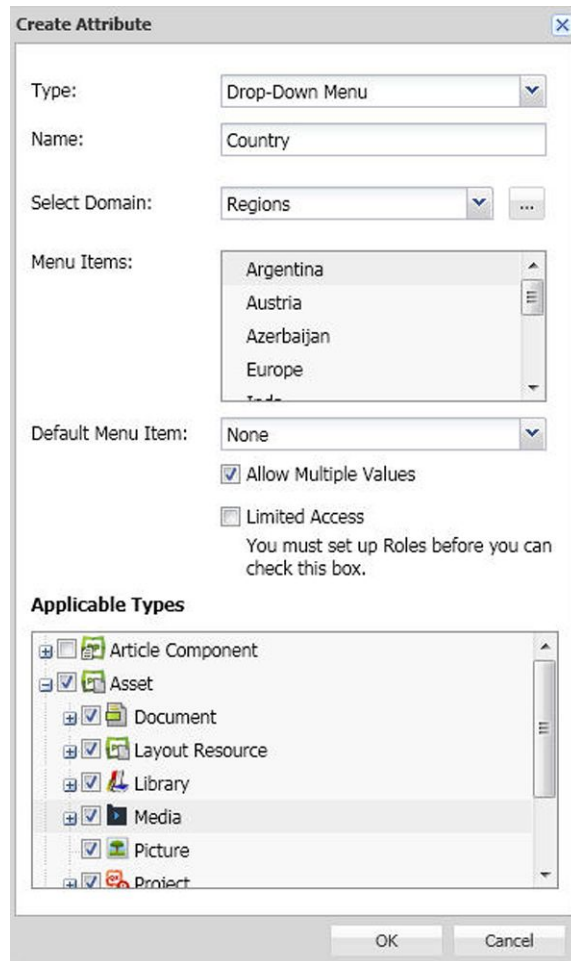 Create Attribute
Type: Drop-Down Menu
Name: Country
Select Domain: Regions ...
Menu Items: Argentina
Austria
Azerbaijan
Europe
Default Menu Item: None
Allow Multiple Values
Limited Access
You must set up Roles before you can
check this box.
Applicable Types
Article Component
Asset
Document
Layout Resource
Library
Media
Picture
Project
OK Cancel